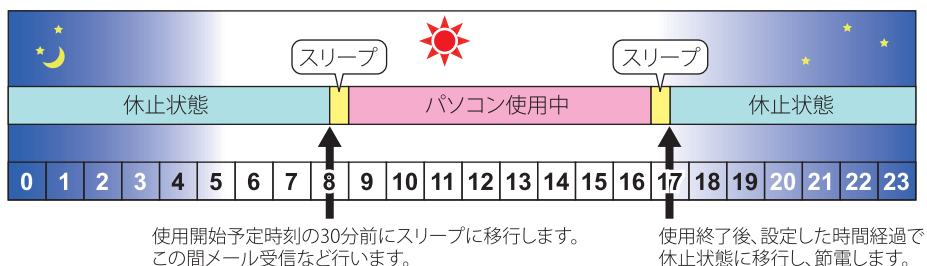 スリープ
スリープ
休止状態
パソコン使用中
休止状態
0 1 2 3 4 5 6 7 8 9 10 11 12 13 14 15 16 17 18 19 20 21 22 23
使用開始予定時刻の30分前にスリープに移行します。
この間メール受信など行います。
使用終了後、設定した時間経過で
休止状態に移行し、節電します。